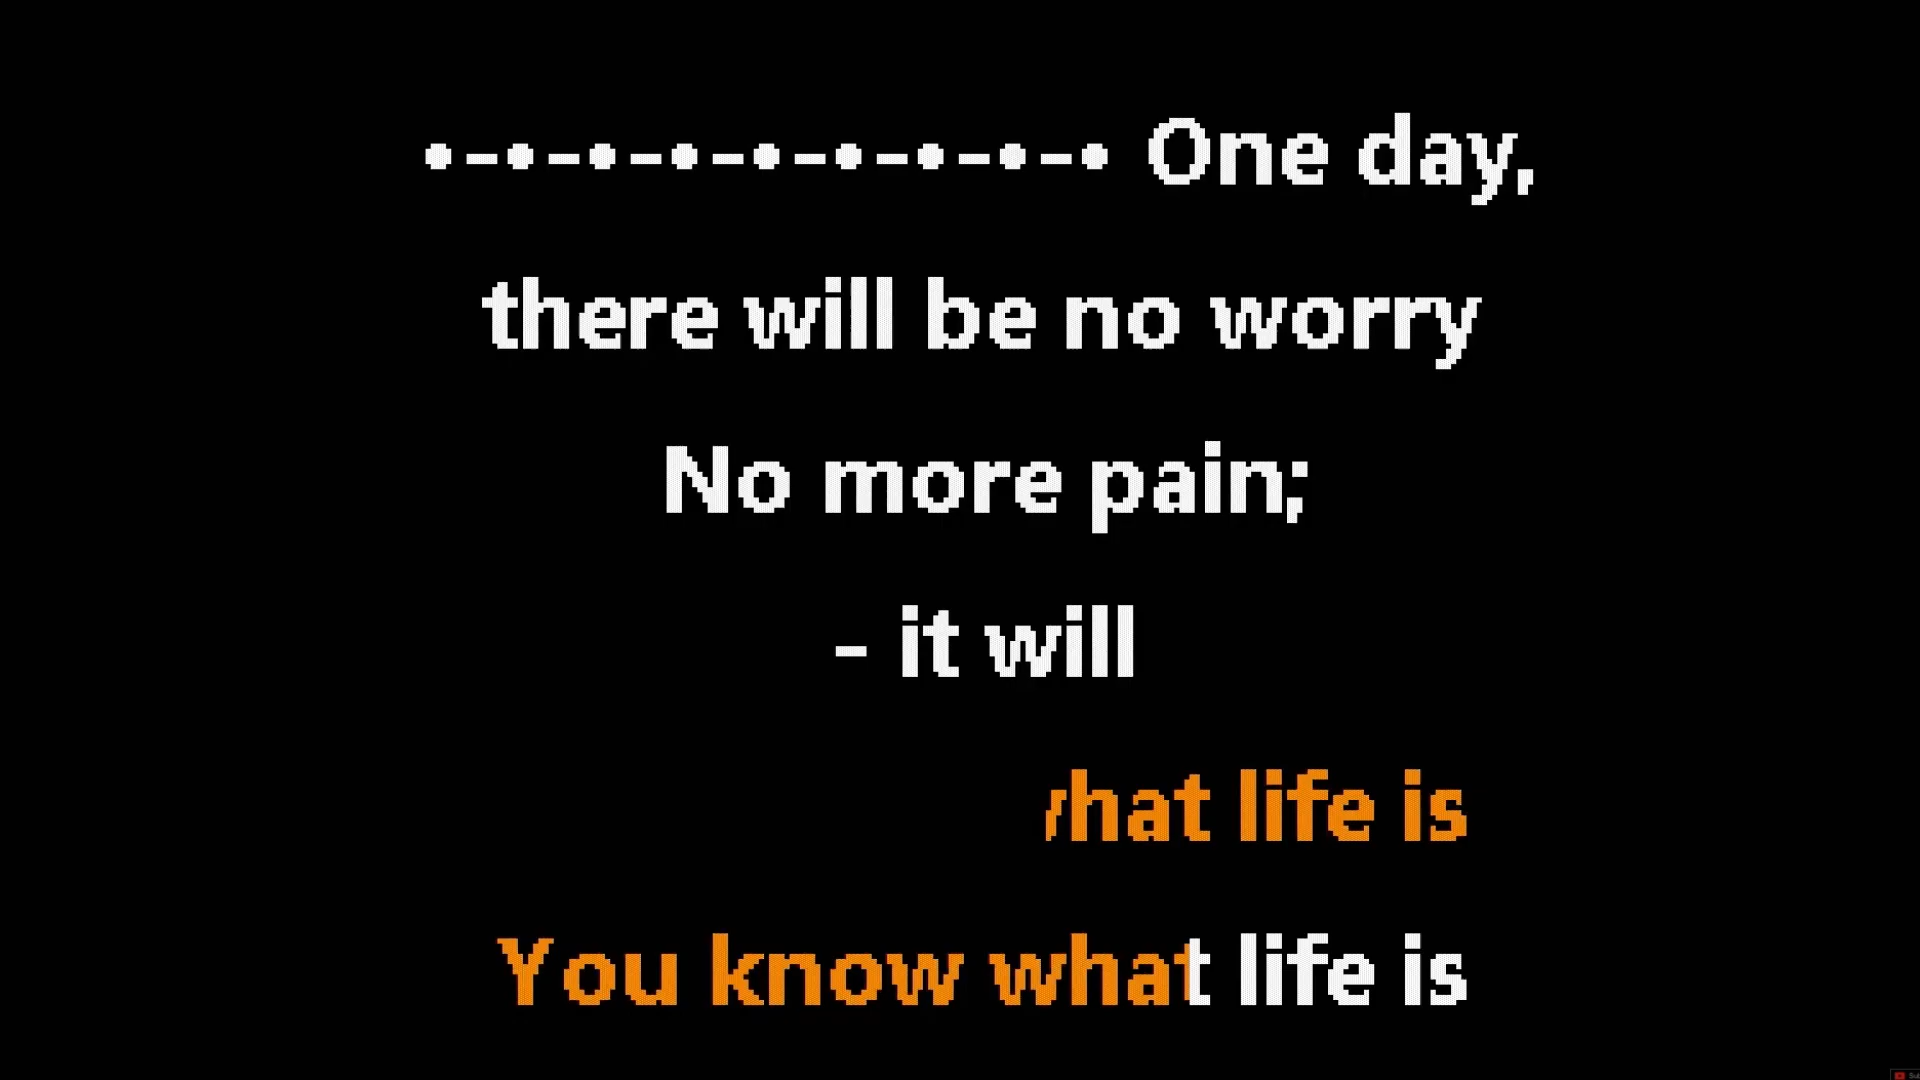 •–•–•–•–•–•–•–•–• One day,
there will be no worry
No more pain;
– it will
hat life is
You know what life is